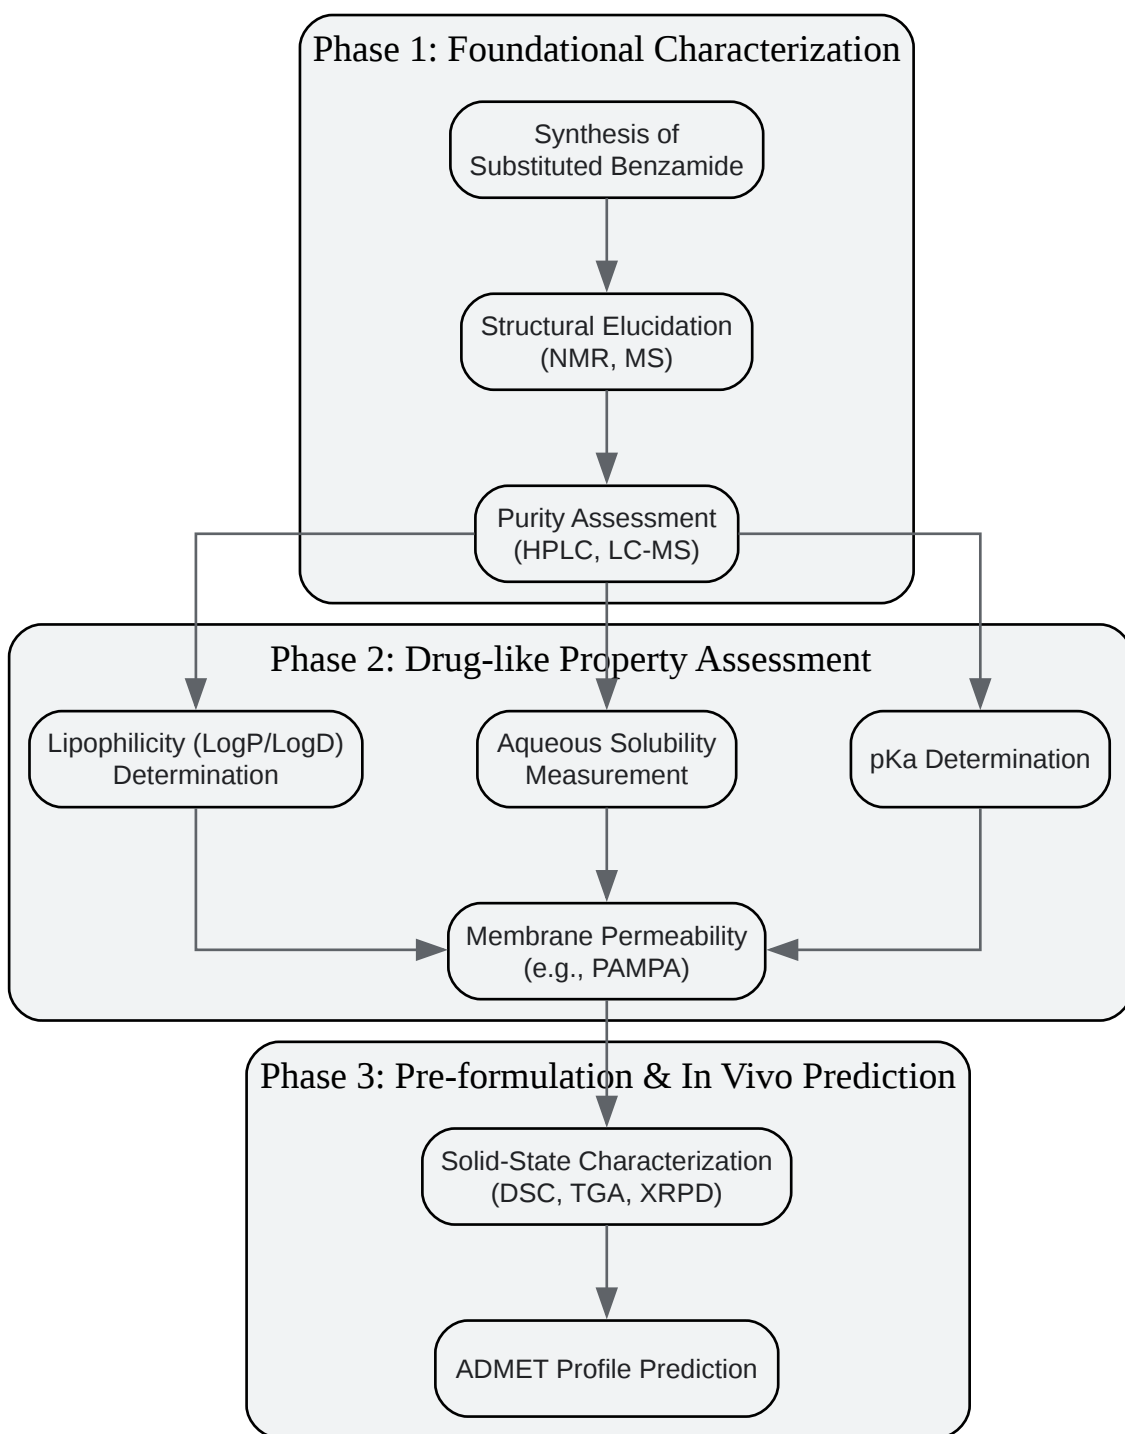 Phase 1: Foundational Characterization
Synthesis of
Substituted Benzamide
Structural Elucidation
(NMR, MS)
Purity Assessment
(HPLC, LC-MS)
Phase 2: Drug-like Property Assessment
Lipophilicity (LogP/LogD)
Determination
Aqueous Solubility
Measurement
pKa Determination
Membrane Permeability
(e.g., PAMPA)
Phase 3: Pre-formulation & In Vivo Prediction
Solid-State Characterization
(DSC, TGA, XRPD)
ADMET Profile Prediction